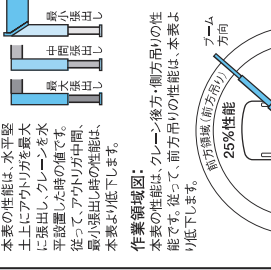 最小張出し
中間張出し
最大張出し
本表の性能は、水平堅
土上にアウトリガを最大
に張出し、クレーンを水
平設置した時の値です。
従って、アウトリガ中間、
最小張出し時の性能は、
本表より低下します。
作業領域図:
本表の性能は、クレーン後方・側方吊りの性
能です。従って、前方吊りの性能は、本表よ
り低下します。
ブーム
方向
前方領域(前方吊り)
25%性能